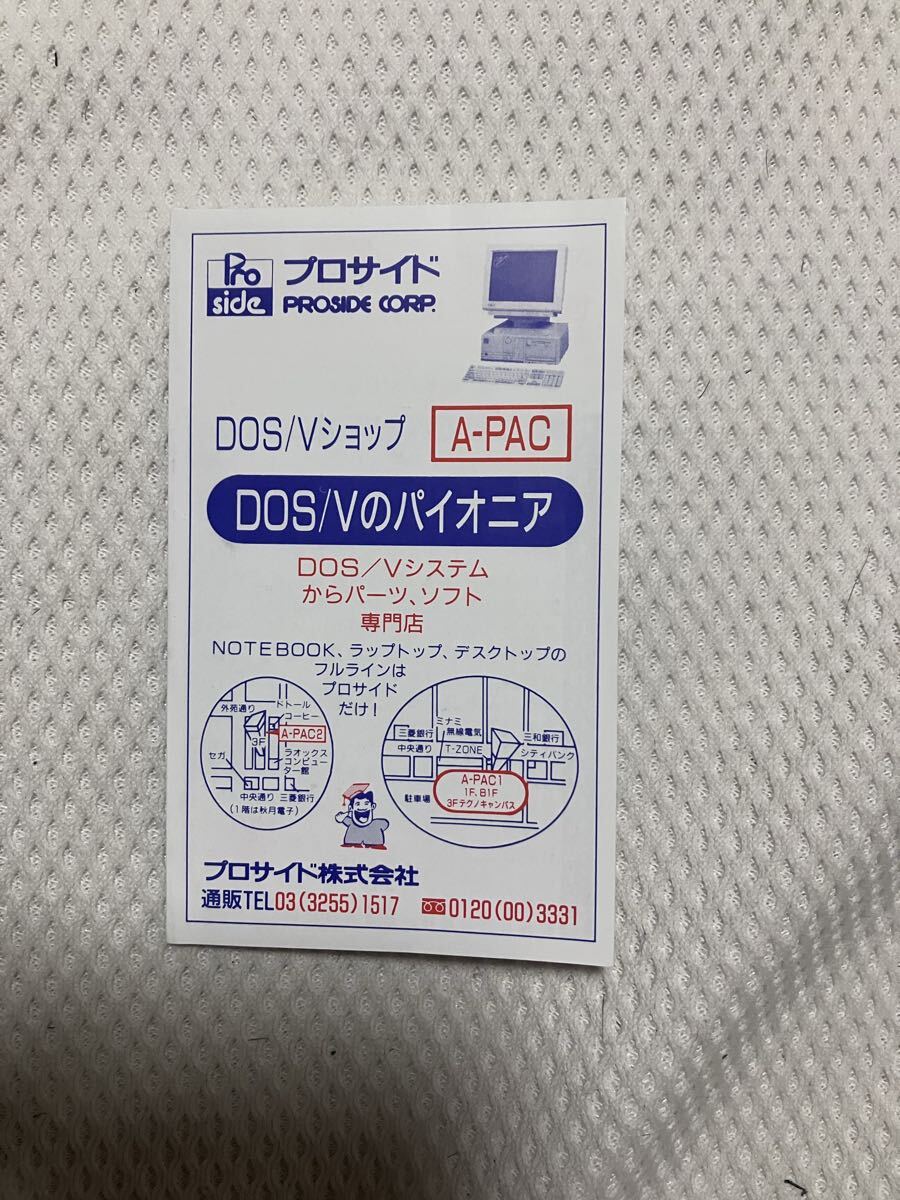 Pro
side
プロサイド
PROSIDE CORP.
DOS/Vショップ
A-PAC
DOS/Vのパイオニア
DOS/Vシステム
からパーツ、ソフト
専門店
NOTEBOOK、ラップトップ、デスクトップの
フルラインは
プロサイド
だけ!
外苑通り
ドトール
コーヒー
A-PAC2
3F
セガ
ラオックス
コンピュー
ター館
中央通り 三菱銀行
(1階は秋月電子)
ミナミ
無線電気
三菱銀行
三和銀行
中央通り
T-ZONE
シティバンク
A-PAC1
1F、B1F
3Fテクノキャンパス
駐車場
プロサイド株式会社
通販TEL03(3255)1517
0120(00)3331